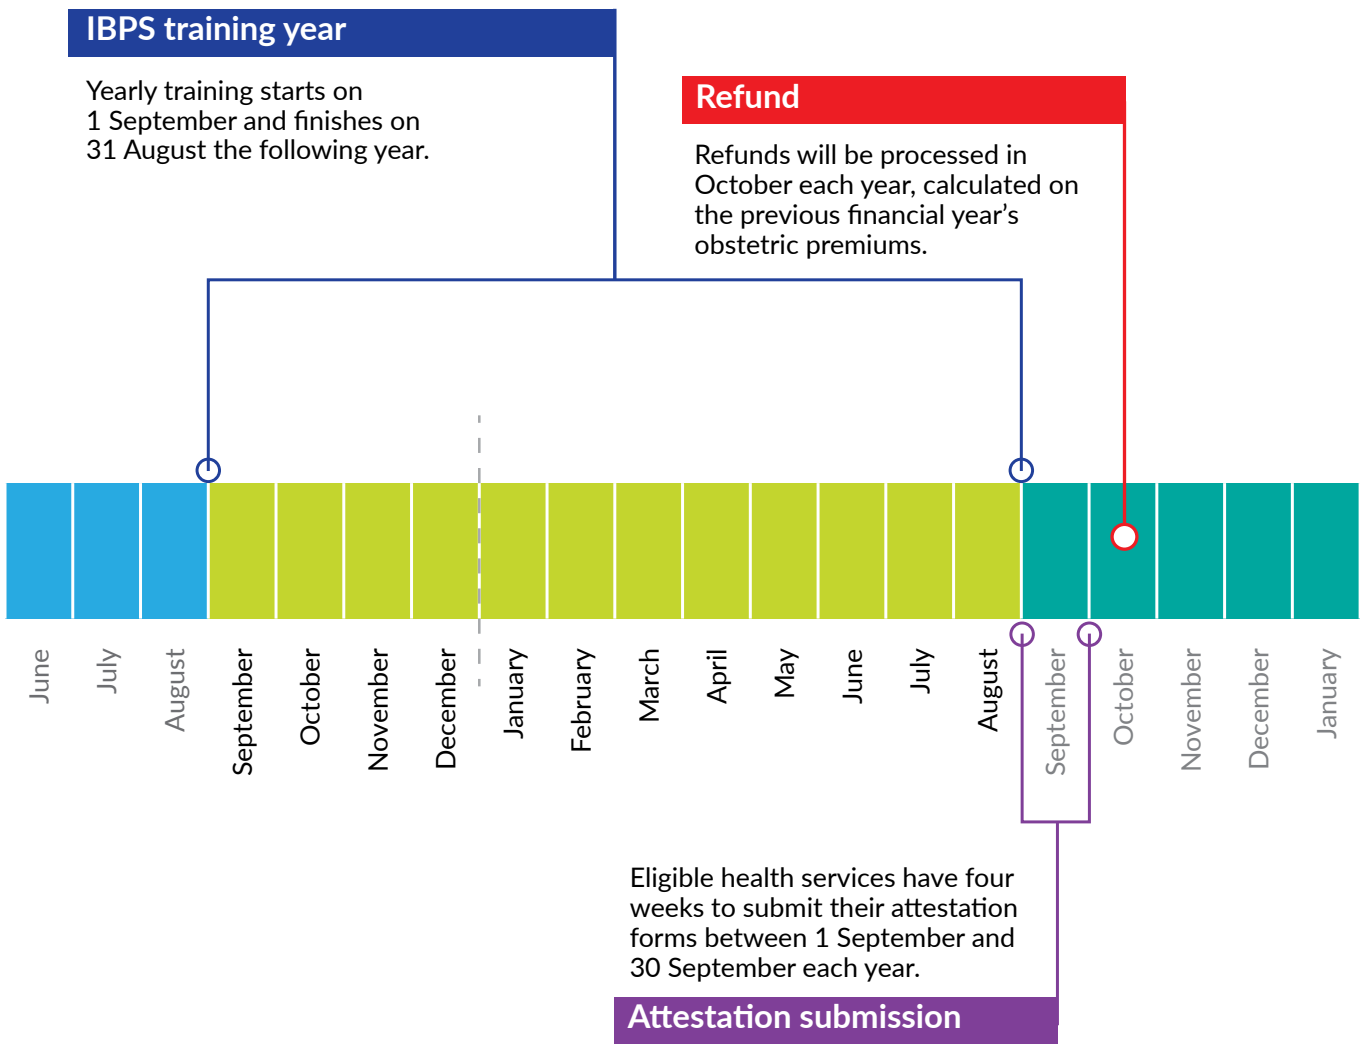 IBPS training year
Yearly training starts on
1 September and finishes on
31 August the following year.
Refund
Refunds will be processed in
October each year, calculated on
the previous financial year’s
obstetric premiums.
June
July
August
September
October
November
December
January
February
March
April
May
June
July
August
September
October
November
December
January
Eligible health services have four
weeks to submit their attestation
forms between 1 September and
30 September each year.
Attestation submission